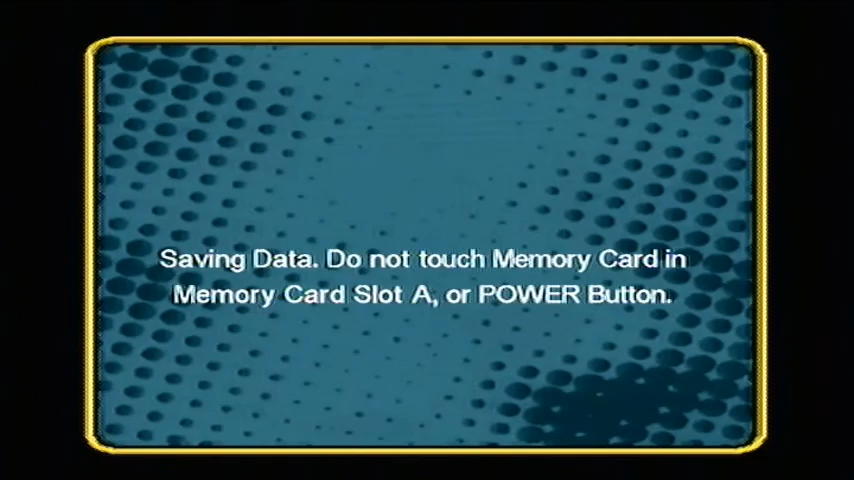 Saving Data. Do not touch Memory Card in
Memory Card Slot A, or POWER Button.